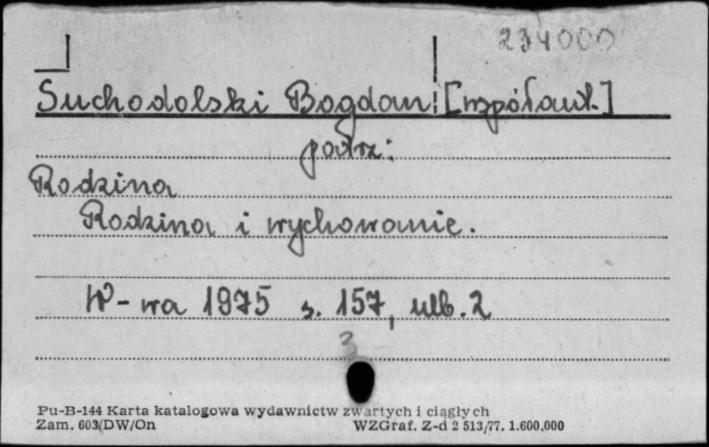 234000
Suchodolski Bogdan [współaut.]
patrz:
Rodzina
Rodzina i wychowanie.
W-wa 1975 s. 157, ulb. 2
3
Pu-B-144 Karta katalogowa wydawnictw zwartych i ciągłych
Zam. 603/DW/On WZGraf. Z-d 2 513/77. 1.600.000